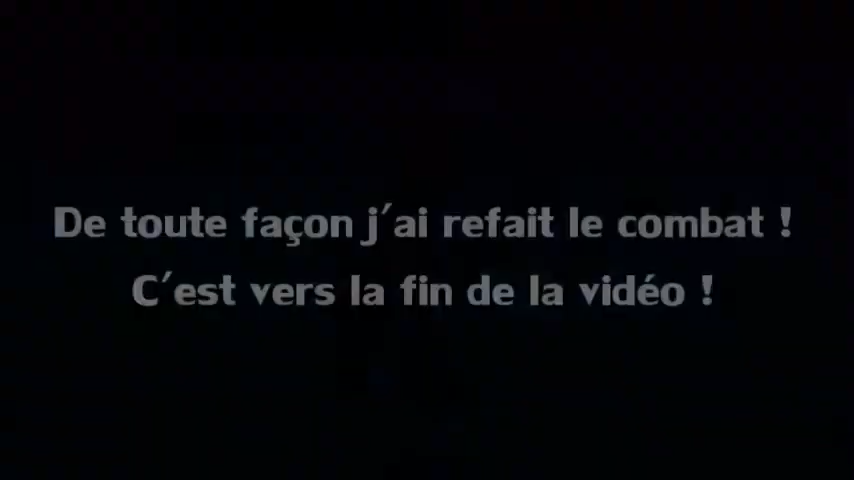 De toute façon j'ai refait le combat !
C'est vers la fin de la vidéo !